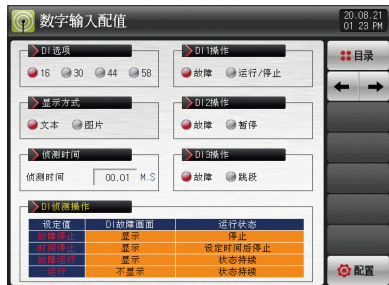 数字输入配值
20.08.21
01 23 PM
DI选项
16 30 44 58
DI1操作
故障 运行/停止
目录
显示方式
文本 图片
DI2操作
故障 暂停
侦测时间
侦测时间 00.01 M.S
DI3操作
故障 跳段
DI侦测操作
设定值 DI故障画面 运行状态
故障停止 显示 停止
时间停止 显示 设定时间后停止
故障运行 显示 状态持续
运行 不显示 状态持续
配置